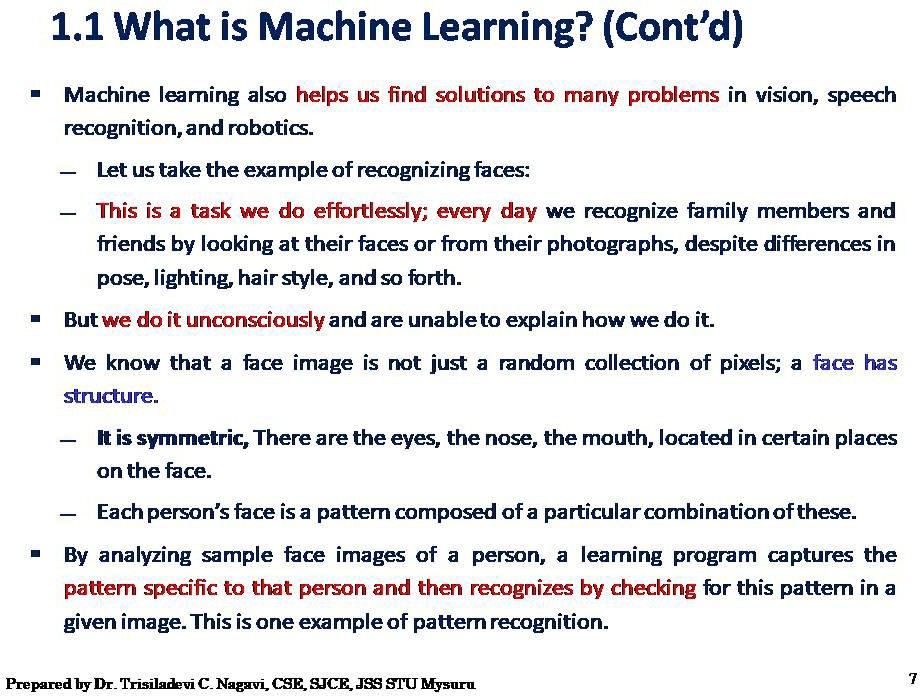 1.1 What is Machine Learning? (Cont’d)
▪ Machine learning also helps us find solutions to many problems in vision, speech
recognition, and robotics.
— Let us take the example of recognizing faces:
— This is a task we do effortlessly; every day we recognize family members and
friends by looking at their faces or from their photographs, despite differences in
pose, lighting, hair style, and so forth.
▪ But we do it unconsciously and are unable to explain how we do it.
▪ We know that a face image is not just a random collection of pixels; a face has
structure.
— It is symmetric, There are the eyes, the nose, the mouth, located in certain places
on the face.
— Each person’s face is a pattern composed of a particular combination of these.
▪ By analyzing sample face images of a person, a learning program captures the
pattern specific to that person and then recognizes by checking for this pattern in a
given image. This is one example of pattern recognition.
Prepared by Dr. Trisiladevi C. Nagavi, CSE, SJCE, JSS STU Mysuru
7